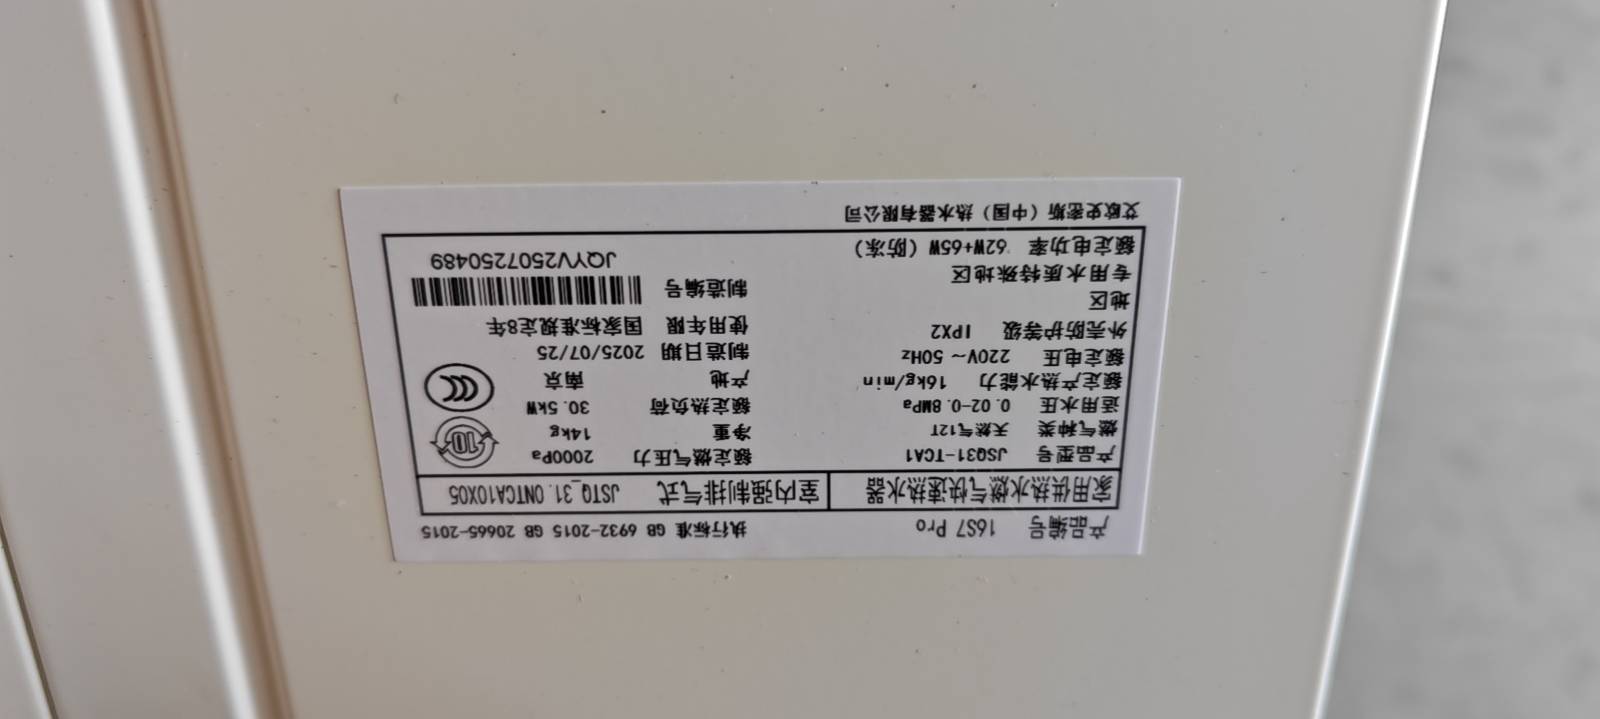 产品编号 16S7 Pro 执行标准 GB 6932-2015 GB 20665-2015
家用供热水燃气快速热水器 室内强制排气式 JSTQ_31.0NTCA10X05
产品型号 JSQ31-TCA1 额定燃气压力 2000Pa
燃气种类 天然气12T 净重 14kg
适用水压 0.02-0.8MPa 额定热负荷 30.5kW
额定产热水能力 16kg/min 产地 南京
额定电压 220V~50Hz 制造日期 2025/07/25
外壳防护等级 IPX2 使用年限 国家标准规定8年
地区
专用水质特殊地区 制造编号
额定电功率 62W+65W（防冻） JQYV2507250489
艾欧史密斯（中国）热水器有限公司
10
CCC